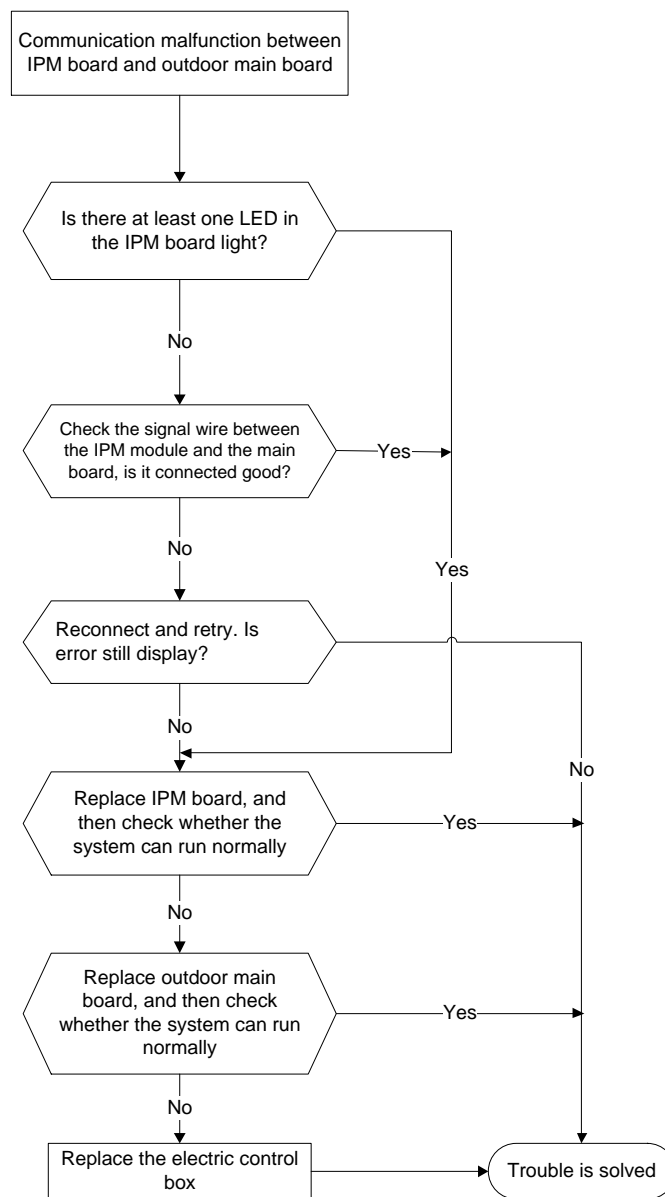 Communication malfunction between
IPM board and outdoor main board
Is there at least one LED in
the IPM board light?
No
Check the signal wire between
the IPM module and the main
board, is it connected good?
Yes
No
Yes
Reconnect and retry. Is
error still display?
No
No
Replace IPM board, and
then check whether the
system can run normally
Yes
No
Replace outdoor main
board, and then check
whether the system can run
normally
Yes
No
Replace the electric control
box
Trouble is solved